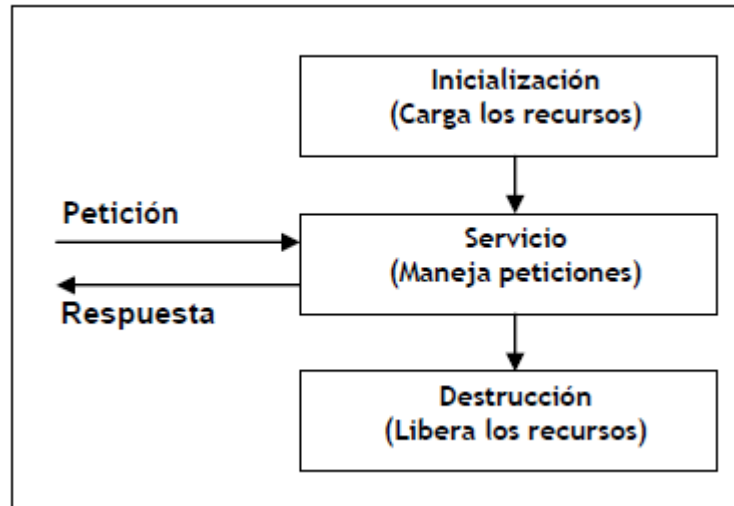 Inicialización
(Carga los recursos)
Petición
Servicio
(Maneja peticiones)
Respuesta
Destrucción
(Libera los recursos)